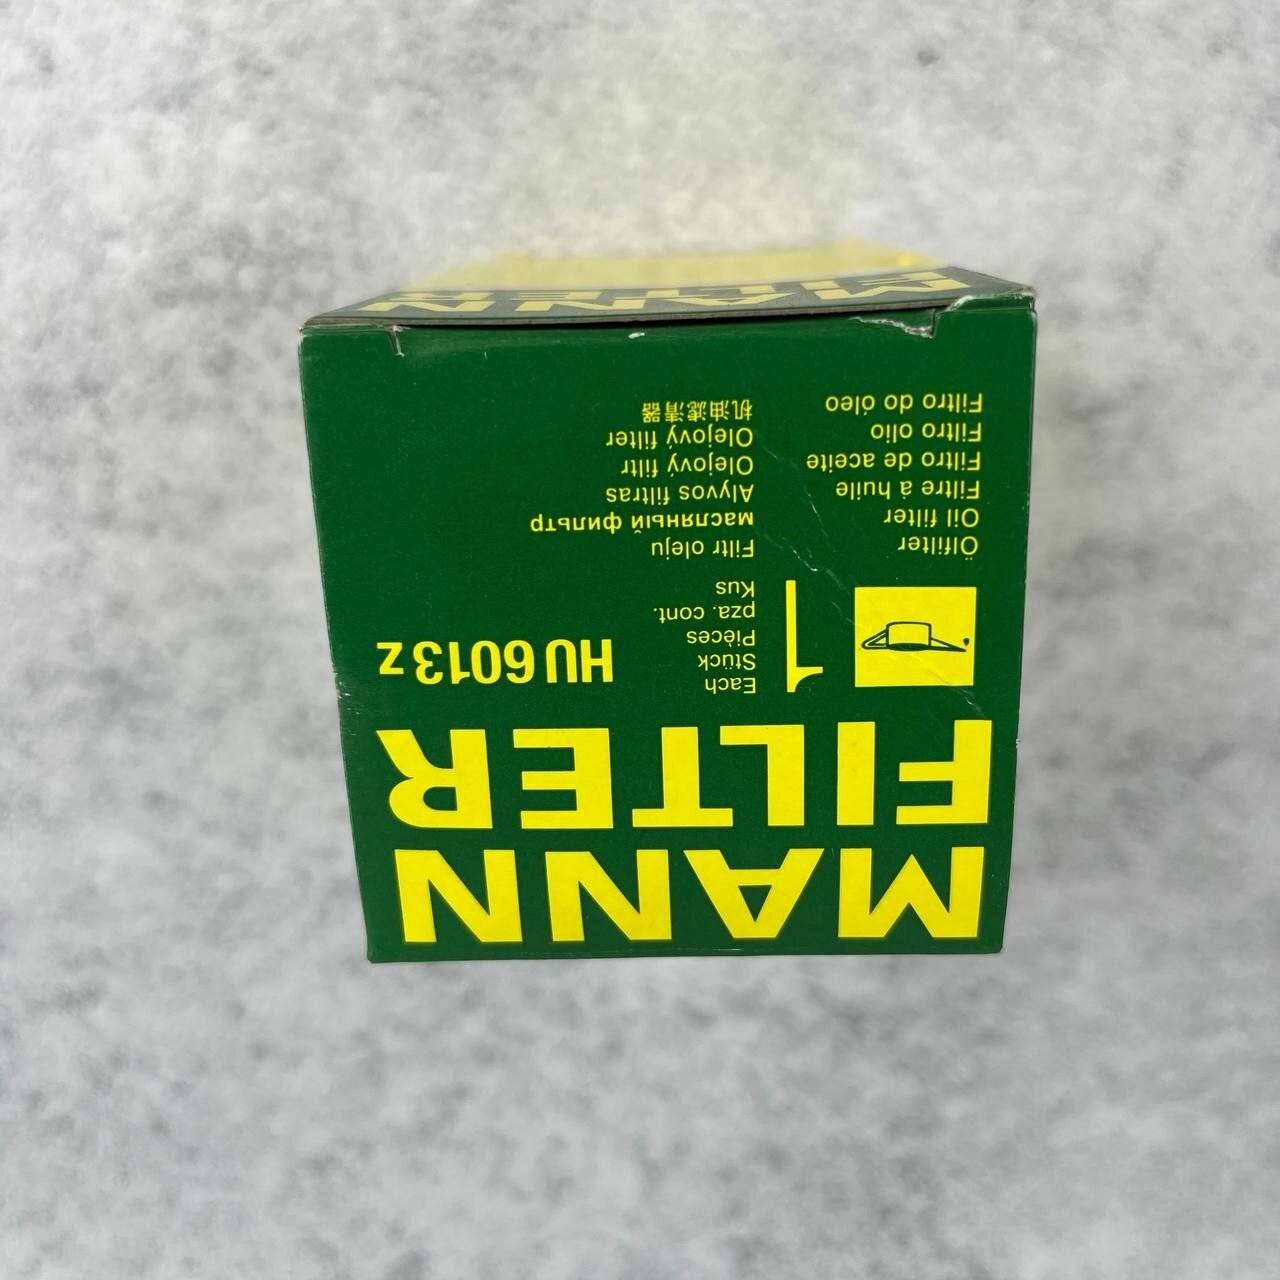 MANN
FILTER
1
Each
Stück
Pièces
pza. cont.
Kus
HU 6013 z
Ölfilter
Oil filter
Filtre à huile
Filtro de aceite
Filtro olio
Filtro do óleo
Filtr oleju
масляный фильтр
Alyvos filtras
Olejový filtr
Olejový filter
机油滤清器
MANN
FILTER